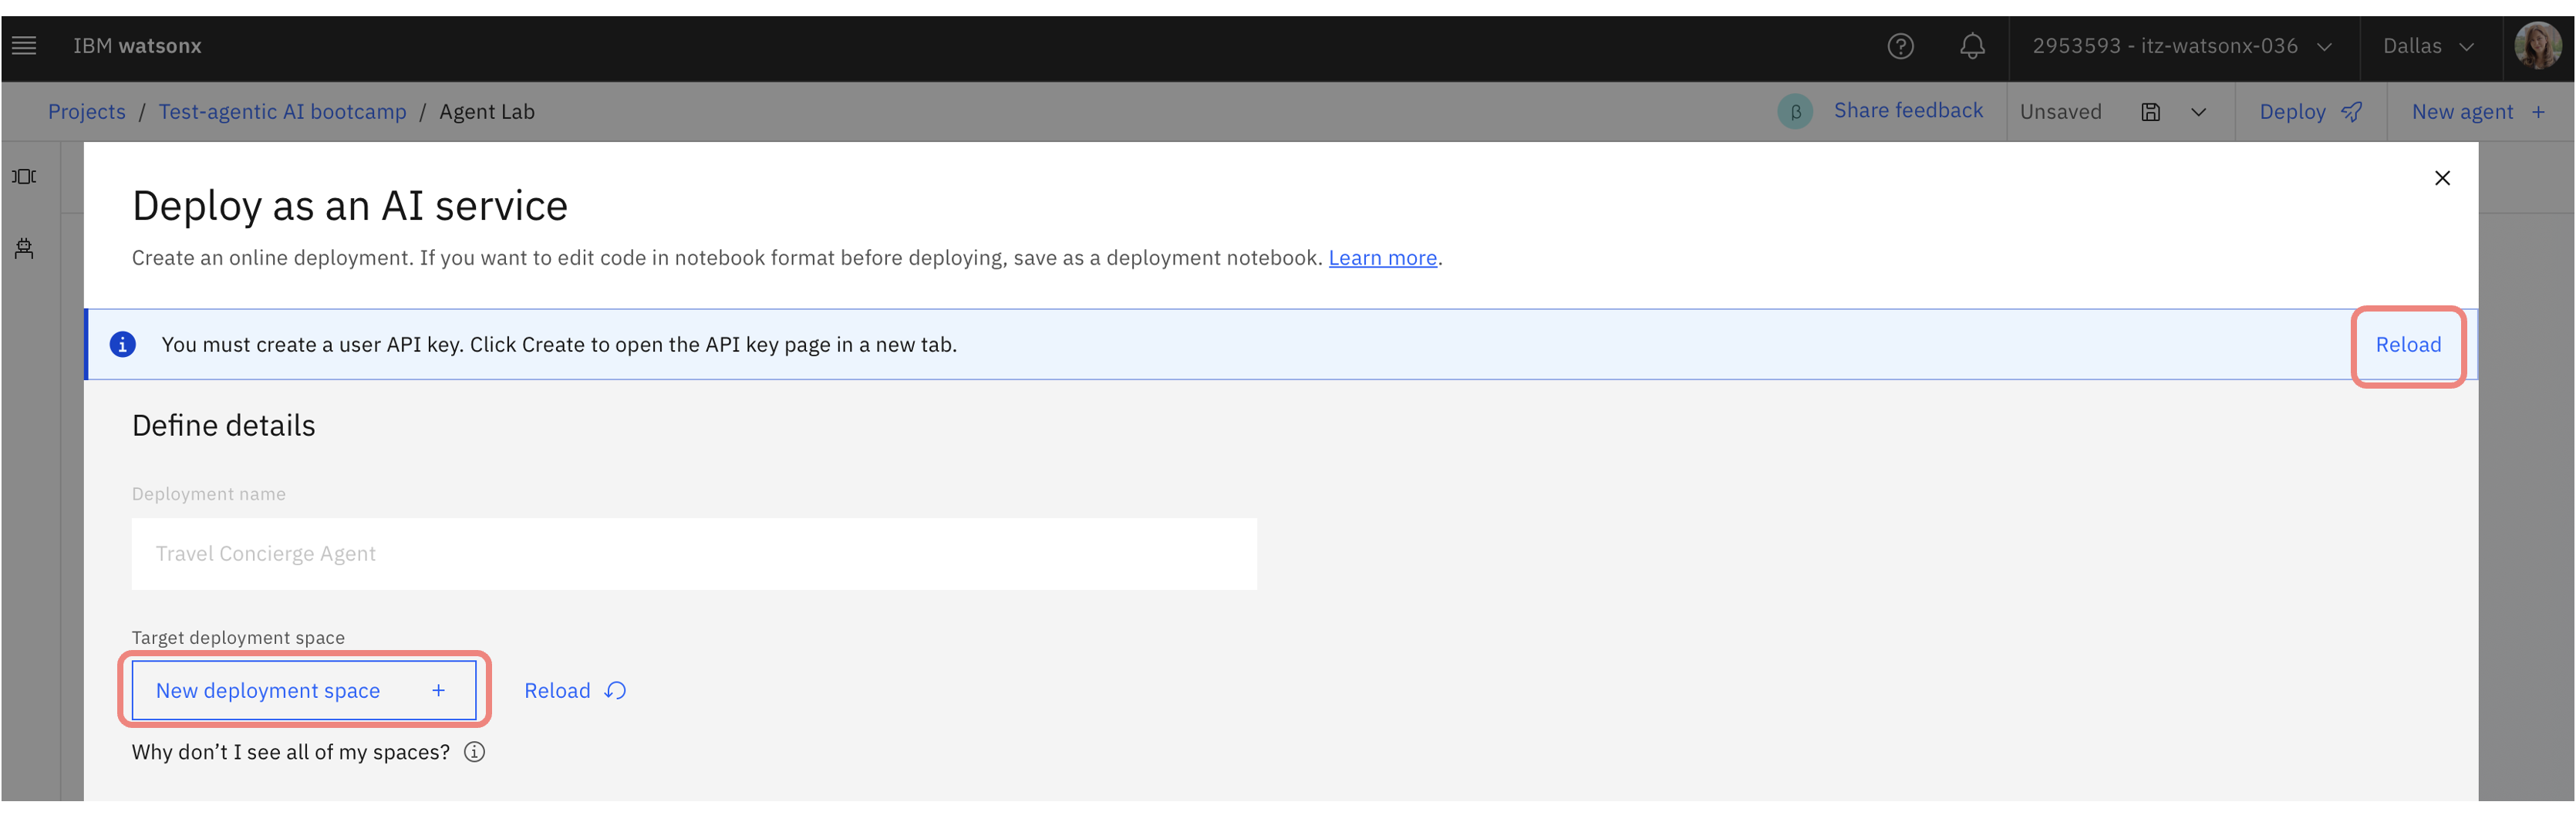 IBM watsonx
2953593 - itz-watsonx-036
Dallas
Projects / Test-agentic AI bootcamp / Agent Lab
β Share feedback
Unsaved
Deploy
New agent +
Deploy as an AI service
Create an online deployment. If you want to edit code in notebook format before deploying, save as a deployment notebook. Learn more.
You must create a user API key. Click Create to open the API key page in a new tab.
Reload
Define details
Deployment name
Travel Concierge Agent
Target deployment space
New deployment space +
Reload
Why don’t I see all of my spaces?